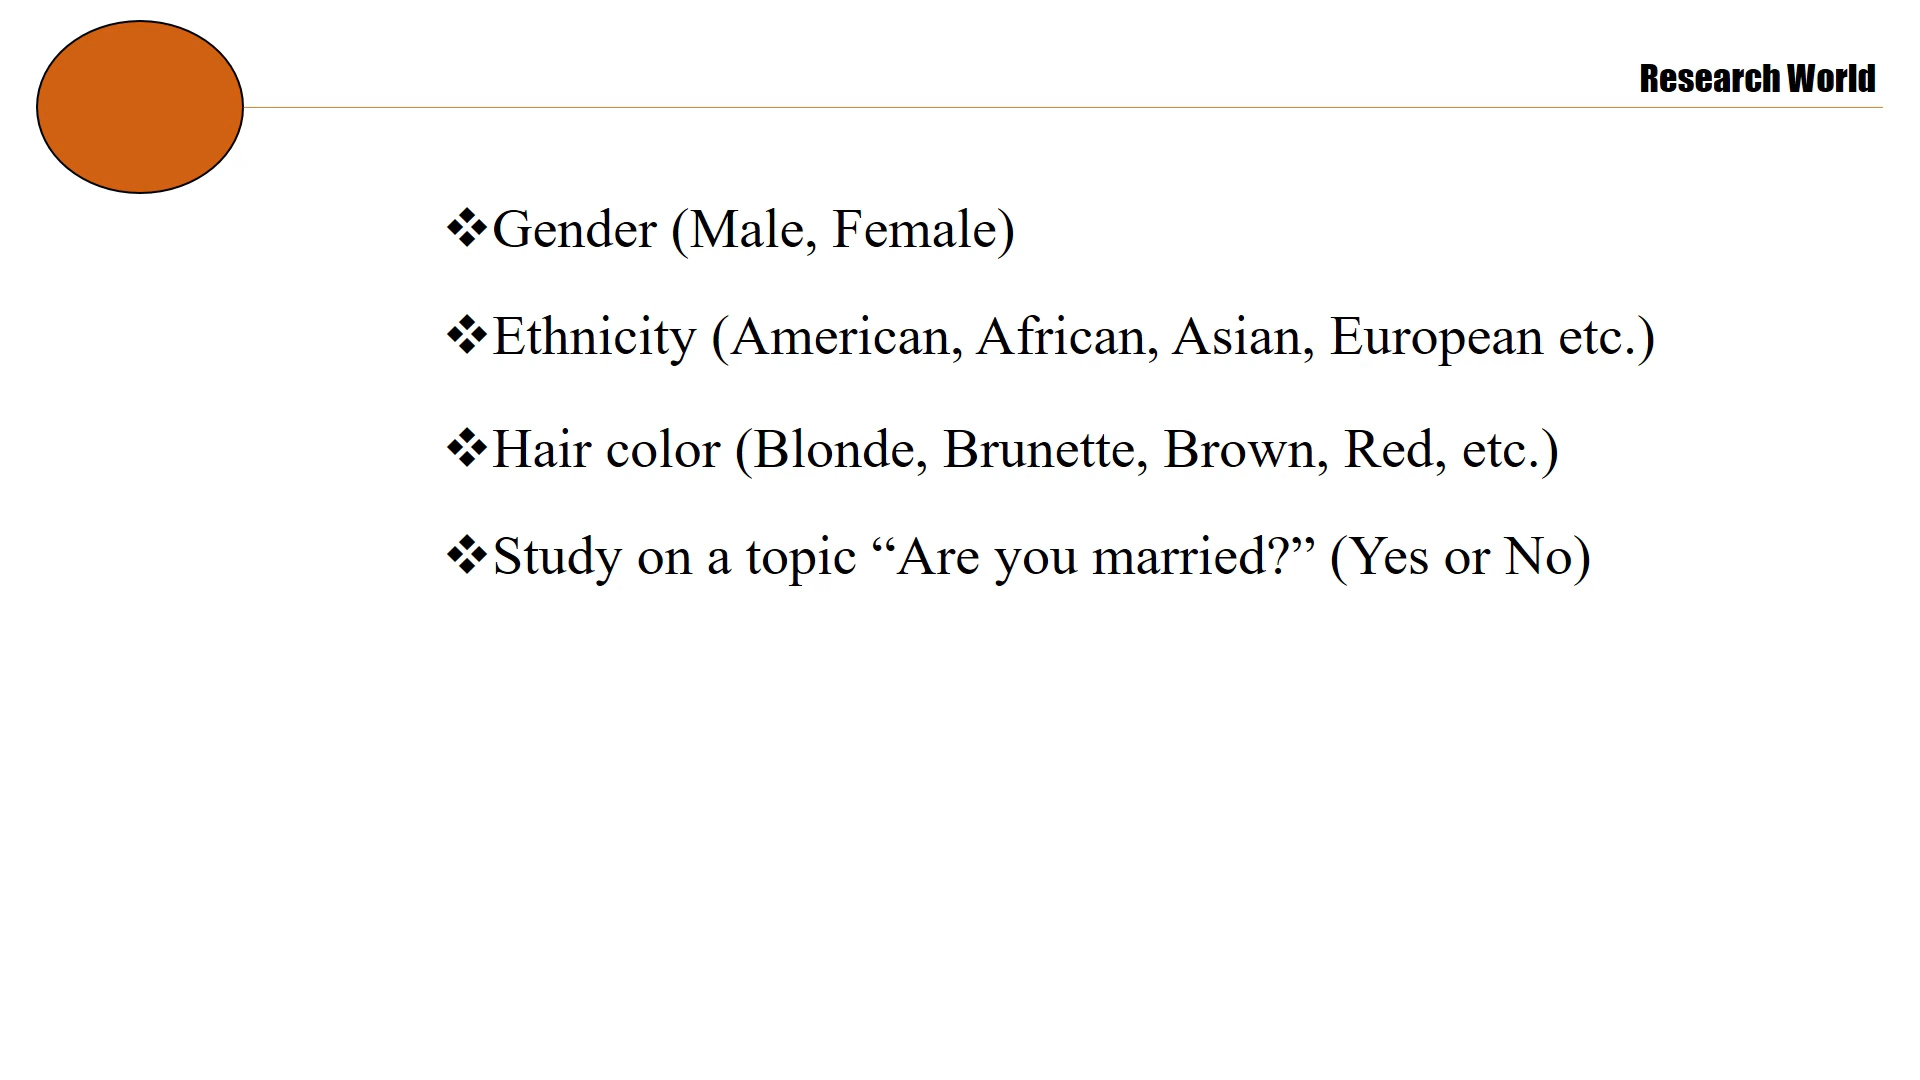 Research World
❖Gender (Male, Female)
❖Ethnicity (American, African, Asian, European etc.)
❖Hair color (Blonde, Brunette, Brown, Red, etc.)
❖Study on a topic “Are you married?” (Yes or No)